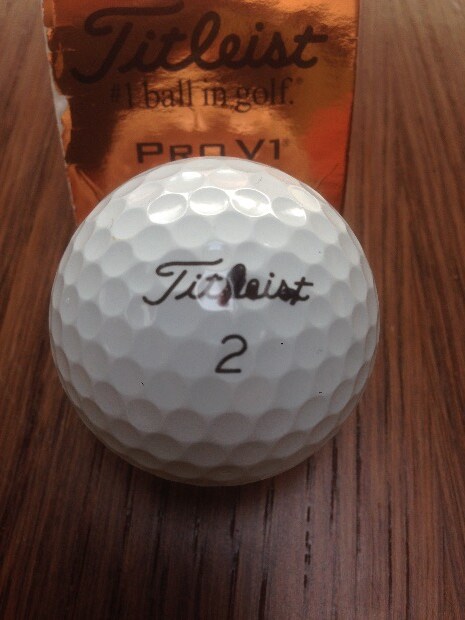 Titleist
#1 ball in golf.®
PRO V1®
Titleist
2